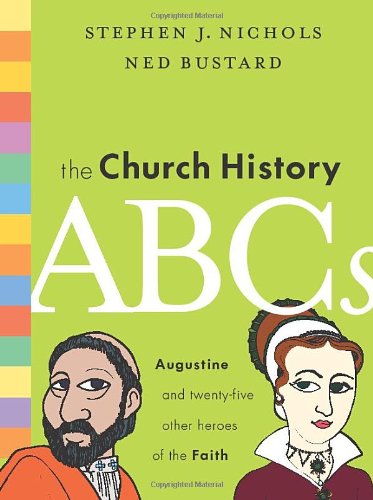 STEPHEN J. NICHOLS
NED BUSTARD
the Church History
ABCs
Augustine
and twenty-five
other heroes
of the Faith